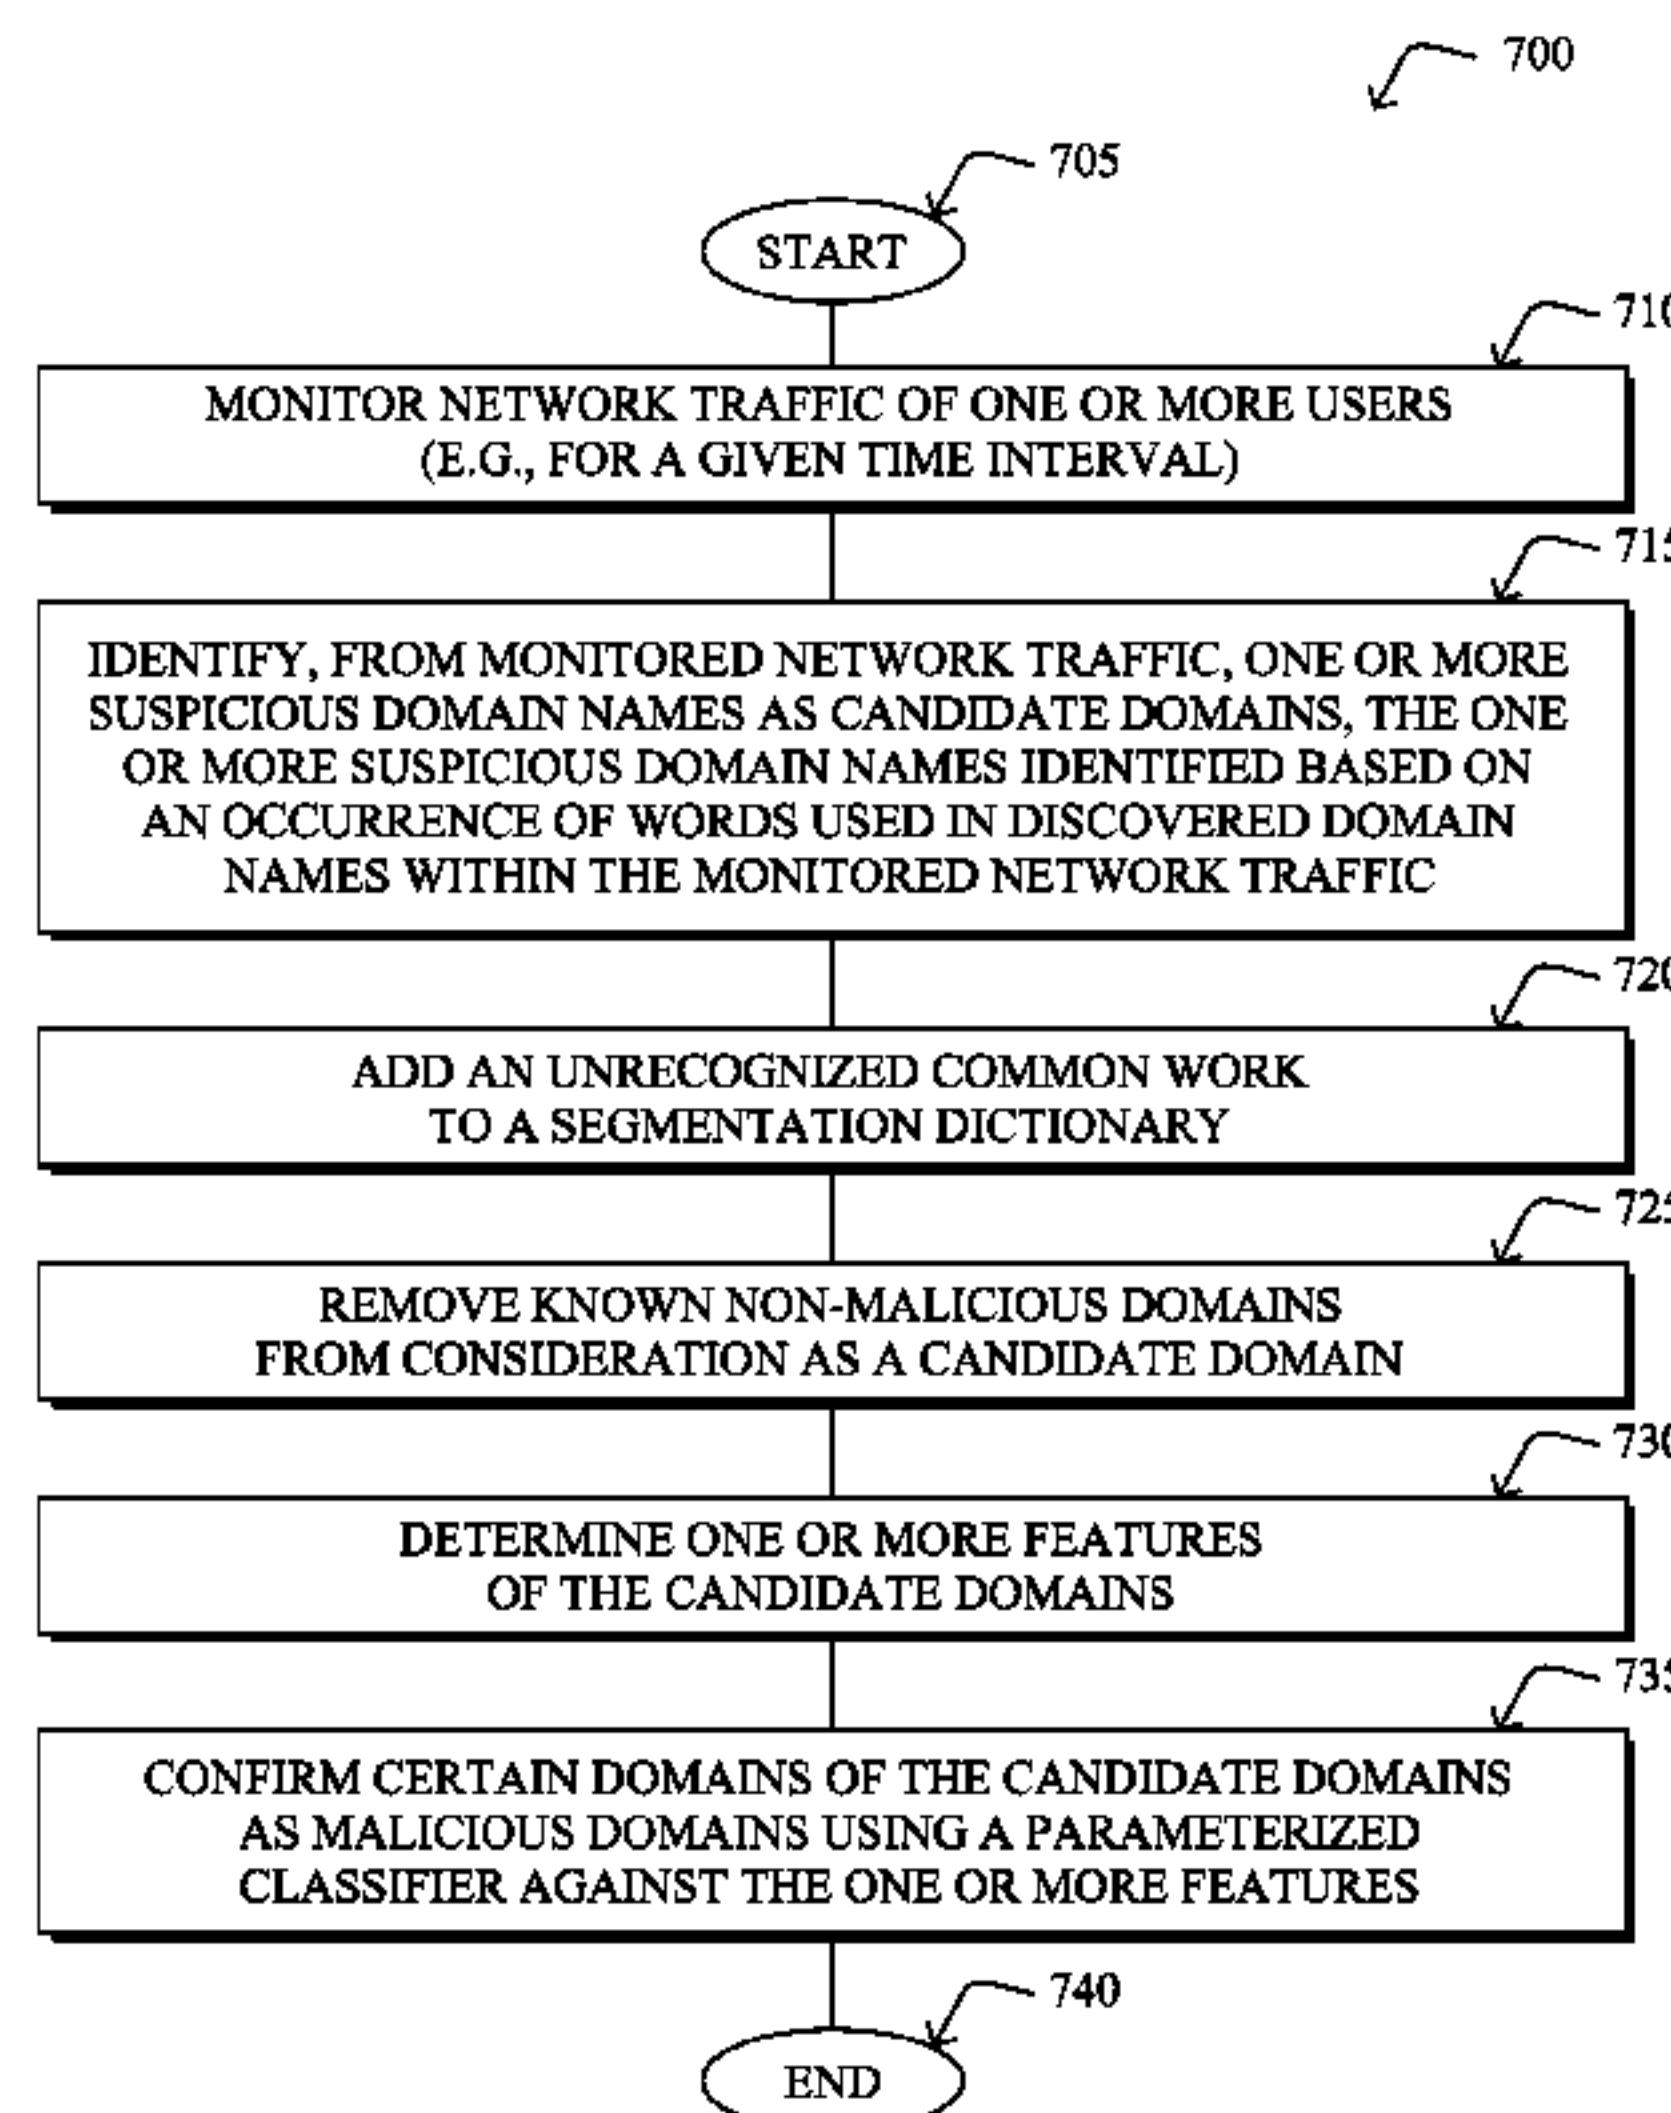 700
705
START
710
MONITOR NETWORK TRAFFIC OF ONE OR MORE USERS
(E.G., FOR A GIVEN TIME INTERVAL)
715
IDENTIFY, FROM MONITORED NETWORK TRAFFIC, ONE OR MORE
SUSPICIOUS DOMAIN NAMES AS CANDIDATE DOMAINS, THE ONE
OR MORE SUSPICIOUS DOMAIN NAMES IDENTIFIED BASED ON
AN OCCURRENCE OF WORDS USED IN DISCOVERED DOMAIN
NAMES WITHIN THE MONITORED NETWORK TRAFFIC
720
ADD AN UNRECOGNIZED COMMON WORK
TO A SEGMENTATION DICTIONARY
725
REMOVE KNOWN NON-MALICIOUS DOMAINS
FROM CONSIDERATION AS A CANDIDATE DOMAIN
730
DETERMINE ONE OR MORE FEATURES
OF THE CANDIDATE DOMAINS
735
CONFIRM CERTAIN DOMAINS OF THE CANDIDATE DOMAINS
AS MALICIOUS DOMAINS USING A PARAMETERIZED
CLASSIFIER AGAINST THE ONE OR MORE FEATURES
740
END